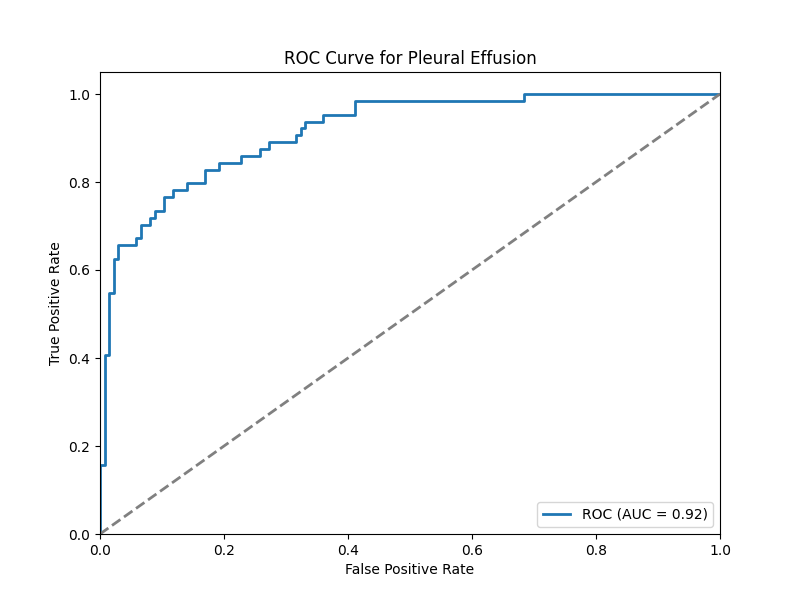 ROC Curve for Pleural Effusion
1.0
0.8
0.6
0.4
0.2
0.0
True Positive Rate
ROC (AUC = 0.92)
0.0 0.2 0.4 0.6 0.8 1.0
False Positive Rate